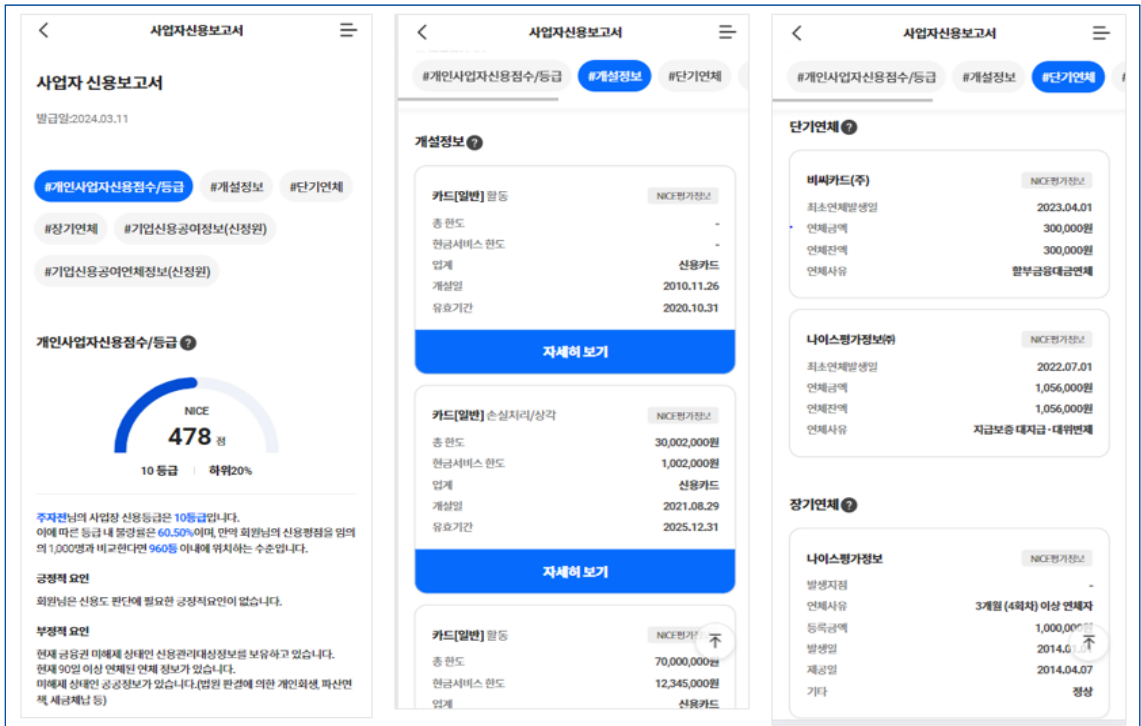 사업자신용보고서
사업자 신용보고서
발급일:2024.03.11
#개인사업자신용점수/등급 #개설정보 #단기연체
#장기연체 #기업신용공여정보(신정원)
#기업신용공여연체정보(신정원)
개인사업자신용점수/등급 ?
NICE
478 점
10 등급 하위20%
주자전님의 사업장 신용등급은 10등급입니다.
이에 따른 등급 내 불량률은 60.50%이며, 만약 회원님의 신용평점을 임의
의 1,000명과 비교한다면 960등 이내에 위치하는 수준입니다.
긍정적 요인
회원님은 신용도 판단에 필요한 긍정적요인이 없습니다.
부정적 요인
현재 금융권 미해제 상태인 신용관리대상정보를 보유하고 있습니다.
현재 90일 이상 연체된 연체 정보가 있습니다.
미해제 상태인 공공정보가 있습니다.(법원 판결에 의한 개인회생, 파산면
책, 세금체납 등)
사업자신용보고서
#개인사업자신용점수/등급 #개설정보 #단기연체
개설정보 ?
카드[일반] 활동 NICE평가정보
총 한도 -
현금서비스 한도 -
업계 신용카드
개설일 2010.11.26
유효기간 2020.10.31
자세히 보기
카드[일반] 손실처리/상각 NICE평가정보
총 한도 30,002,000원
현금서비스 한도 1,002,000원
업계 신용카드
개설일 2021.08.29
유효기간 2025.12.31
자세히 보기
카드[일반] 활동 NICE평가
총 한도 70,000,000원
현금서비스 한도 12,345,000원
업계 신용카드
사업자신용보고서
#개인사업자신용점수/등급 #개설정보 #단기연체 #
단기연체 ?
비씨카드(주) NICE평가정보
최초연체발생일 2023.04.01
연체금액 300,000원
연체잔액 300,000원
연체사유 할부금융대금연체
나이스평가정보㈜ NICE평가정보
최초연체발생일 2022.07.01
연체금액 1,056,000원
연체잔액 1,056,000원
연체사유 지급보증 대지급·대위변제
장기연체 ?
나이스평가정보 NICE평가정보
발생지점 -
연체사유 3개월 (4회차) 이상 연체자
등록금액 1,000,000원
발생일 2014.01.01
제공일 2014.04.07
기타 정상